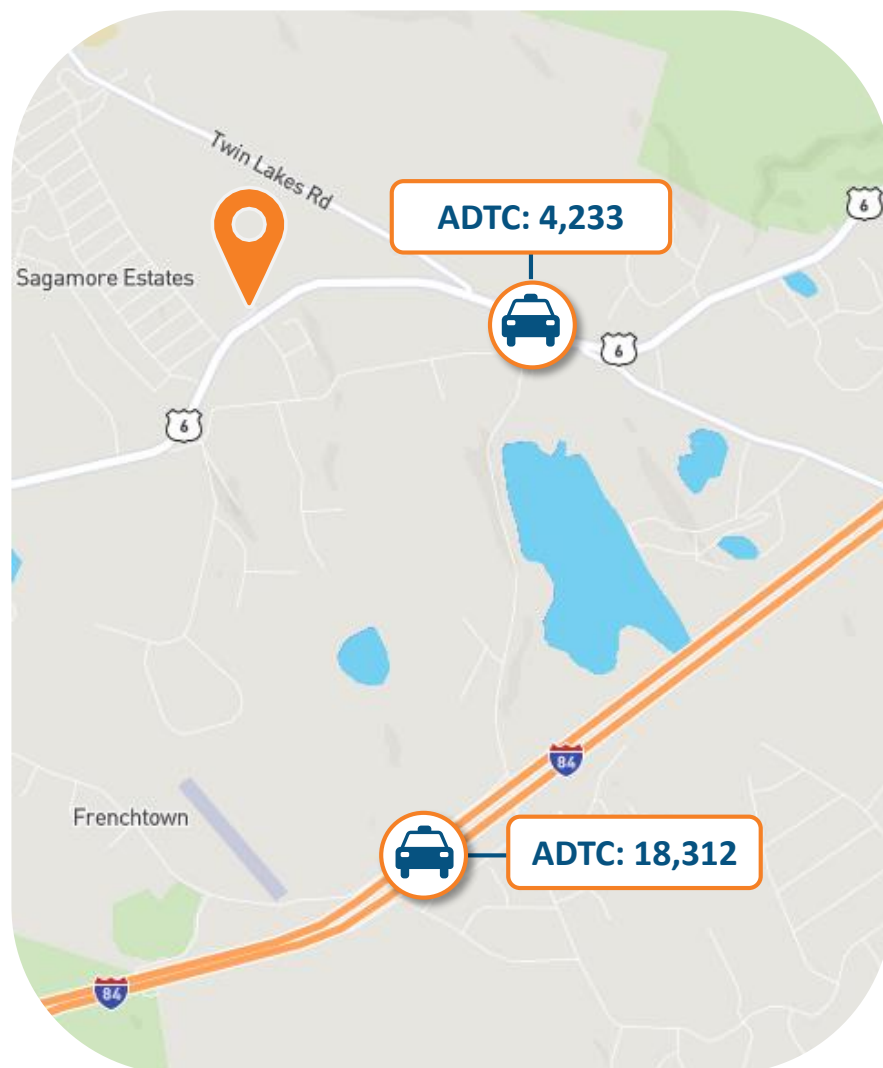 Twin Lakes Rd
ADTC: 4,233
6
Sagamore Estates
6
6
84
Frenchtown
ADTC: 18,312
84